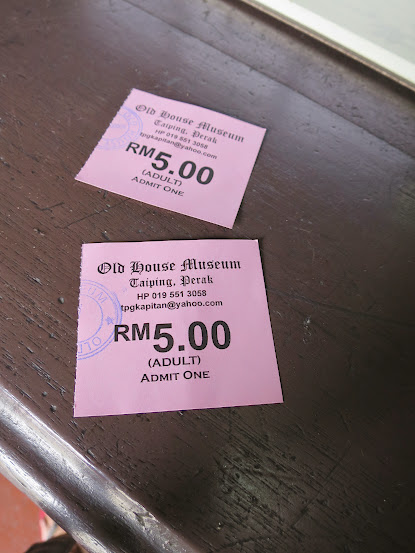 Old House Museum
Taiping, Perak
HP 019 551 3058
tpgkapitan@yahoo.com
RM5.00
(ADULT)
ADMIT ONE
Old House Museum
Taiping, Perak
HP 019 551 3058
tpgkapitan@yahoo.com
RM5.00
(ADULT)
ADMIT ONE